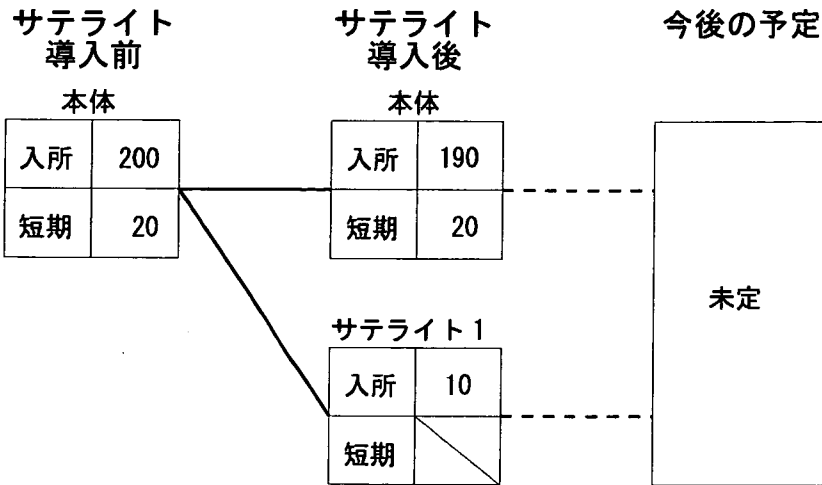 サテライト
導入前
サテライト
導入後
今後の予定
本体
入所 200
短期 20
本体
入所 190
短期 20
サテライト1
入所 10
短期
未定